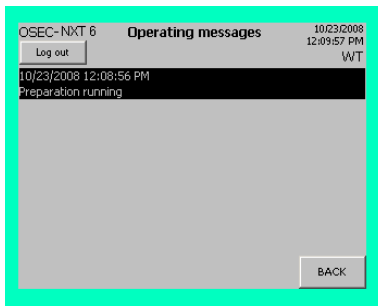 OSEC-NXT 6 Operating messages 10/23/2008
12:09:57 PM
Log out
WT
10/23/2008 12:08:56 PM
Preparation running
BACK